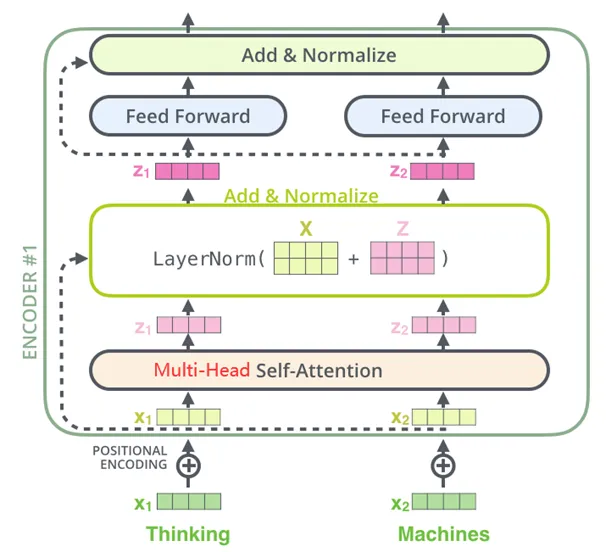 Add & Normalize
Feed Forward Feed Forward
z1 z2
Add & Normalize
X Z
LayerNorm( + )
ENCODER #1
z1 z2
Multi-Head Self-Attention
x1 x2
POSITIONAL
ENCODING
x1 x2
Thinking Machines